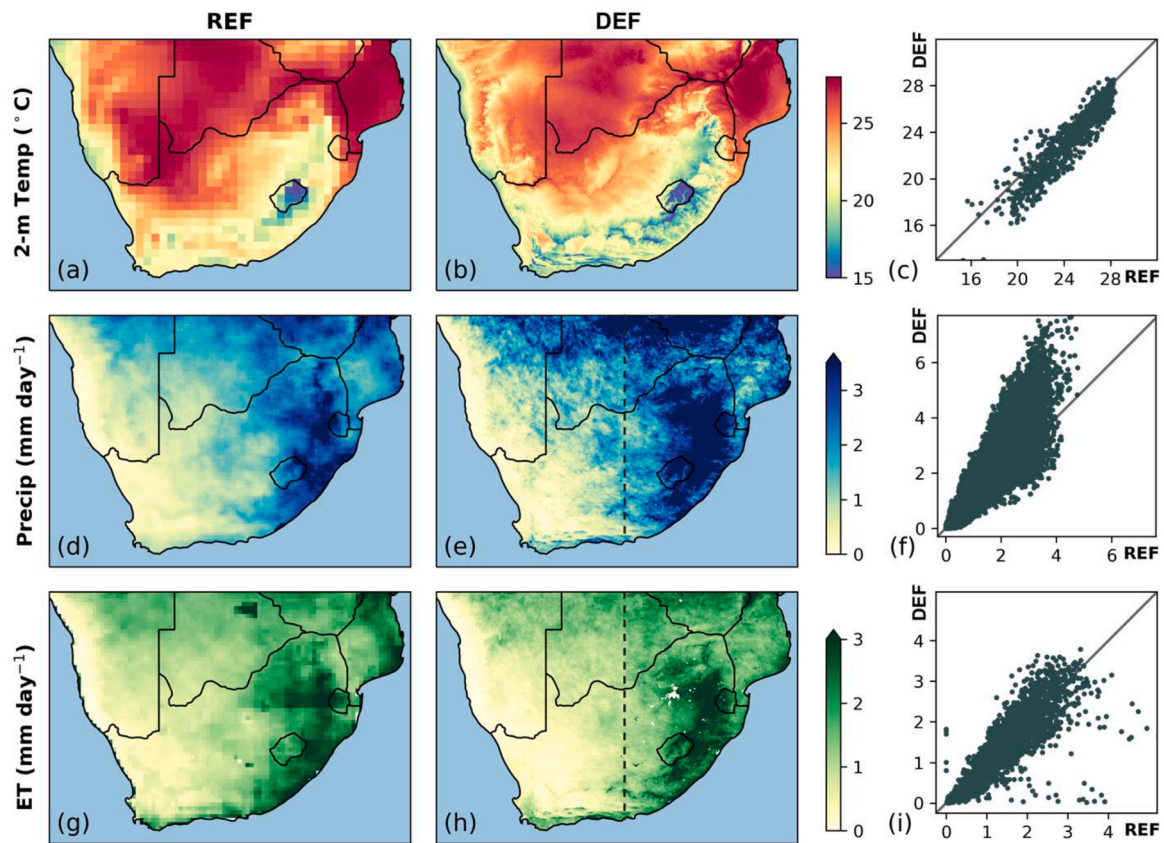 REF
DEF
2-m Temp (°C)
(a)
(b)
25
20
15
(c)
DEF
28
24
20
16
16
20
24
28
REF
Precip (mm day⁻¹)
(d)
(e)
3
2
1
0
(f)
DEF
6
4
2
0
0
2
4
6
REF
ET (mm day⁻¹)
(g)
(h)
3
2
1
0
(i)
DEF
4
3
2
1
0
0
1
2
3
4
REF